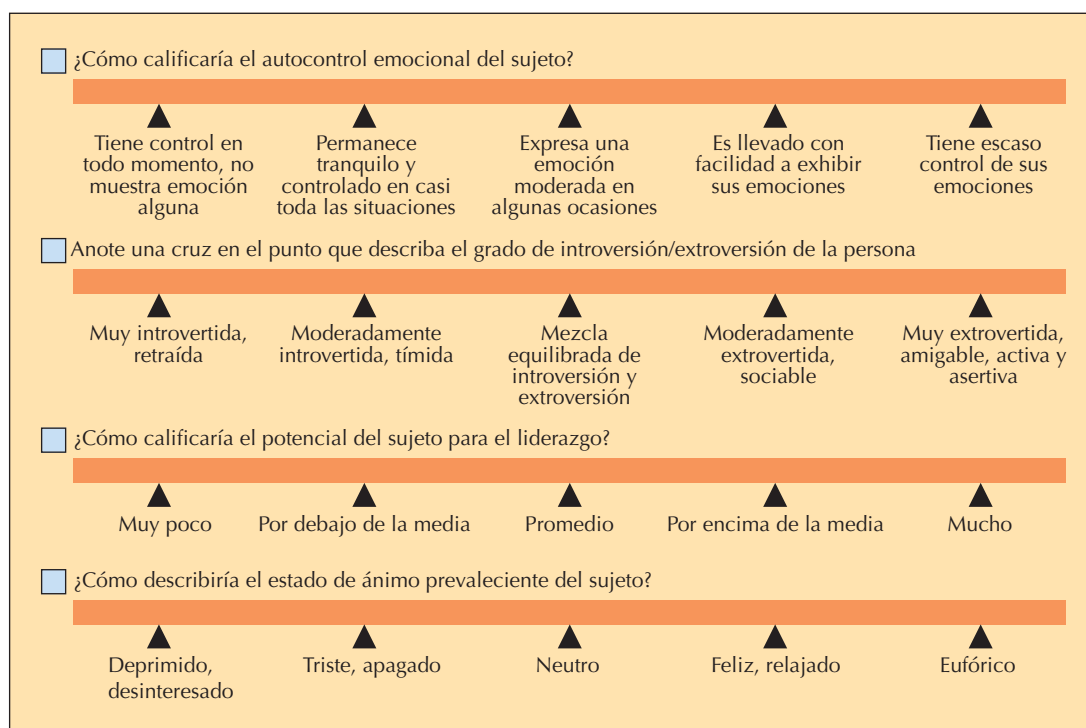 ¿Cómo calificaría el autocontrol emocional del sujeto?
Tiene control en
todo momento, no
muestra emoción
alguna
Permanece
tranquilo y
controlado en casi
toda las situaciones
Expresa una
emoción
moderada en
algunas ocasiones
Es llevado con
facilidad a exhibir
sus emociones
Tiene escaso
control de sus
emociones
Anote una cruz en el punto que describa el grado de introversión/extroversión de la persona
Muy introvertida,
retraída
Moderadamente
introvertida, tímida
Mezcla
equilibrada de
introversión y
extroversión
Moderadamente
extrovertida,
sociable
Muy extrovertida,
amigable, activa y
asertiva
¿Cómo calificaría el potencial del sujeto para el liderazgo?
Muy poco
Por debajo de la media
Promedio
Por encima de la media
Mucho
¿Cómo describiría el estado de ánimo prevaleciente del sujeto?
Deprimido,
desinteresado
Triste, apagado
Neutro
Feliz, relajado
Eufórico